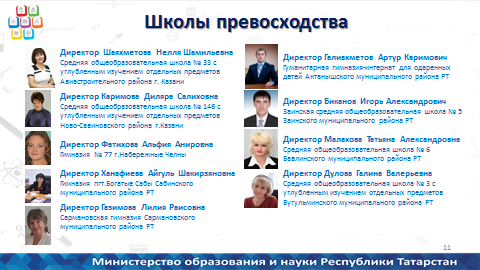 Школы превосходства
Директор Шаяхметова Нелля Шамильевна
Средняя общеобразовательная школа № 33 с
углубленным изучением отдельных предметов
Авиастроительного района г. Казани
Директор Каримова Диляра Салиховна
Средняя общеобразовательная школа № 146 с
углубленным изучением отдельных предметов
Ново-Савиновского района г.Казани
Директор Фатихова Альфия Анировна
Гимназия № 77 г.Набережные Челны
Директор Ханафиева Айгуль Шакирзяновна
Гимназия пгт.Богатые Сабы Сабинского
муниципального района РТ
Директор Газимова Лилия Раисовна
Сармановская гимназия Сармановского
муниципального района РТ
Директор Галиахметов Артур Каримович
Гуманитарная гимназия-интернат для одаренных
детей Актанышского муниципального района РТ
Директор Биканов Игорь Александрович
Заинская средняя общеобразовательная школа № 5
Заинского муниципального района РТ
Директор Малахова Татьяна Александровна
Средняя общеобразовательная школа № 6
Бавлинского муниципального района РТ
Директор Дулова Галина Валерьевна
Средняя общеобразовательная школа № 3 с
углубленным изучением отдельных предметов
Бугульминского муниципального района РТ
11
Министерство образования и науки Республики Татарстан